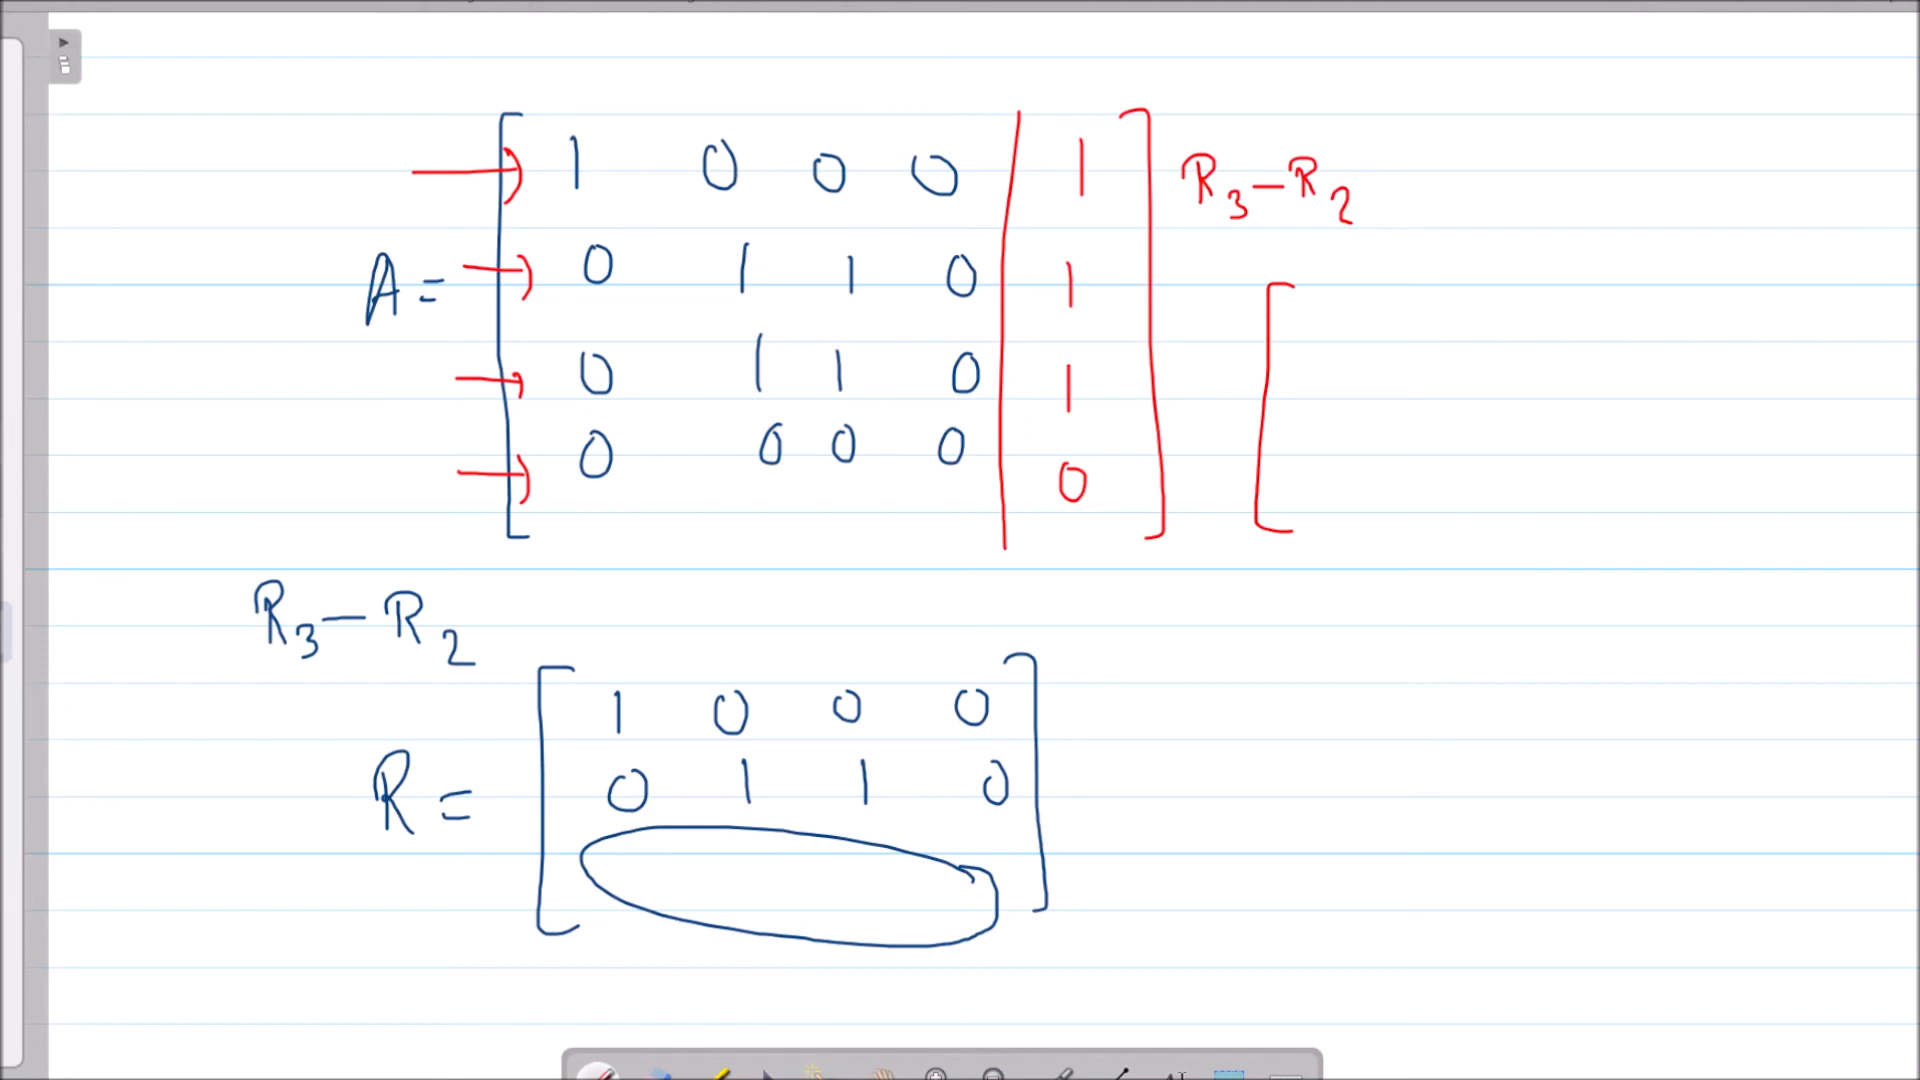 1 0 0 0 1 R3 - R2
A = 0 1 1 0 1
0 1 1 0 1
0 0 0 0 0
R3 - R2
1 0 0 0
R = 0 1 1 0